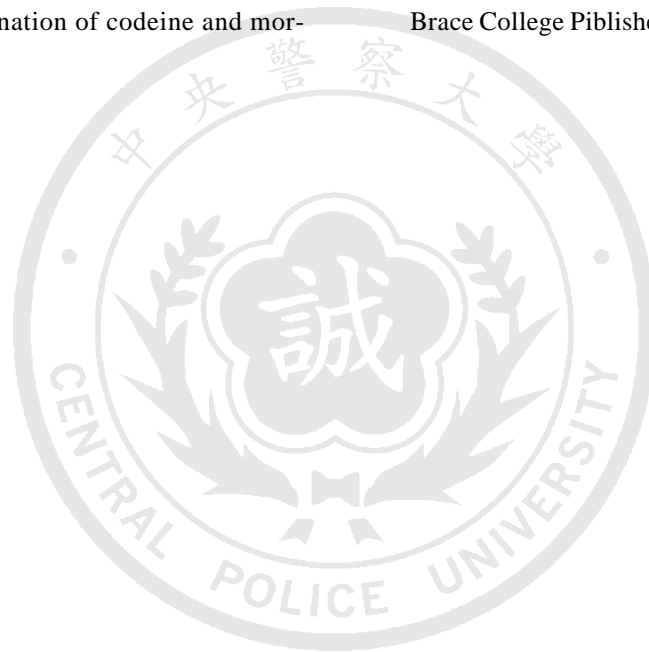 nation of codeine and mor-
Brace College Piblishe
中央警察大學
誠
CENTRAL POLICE UNIVERSITY